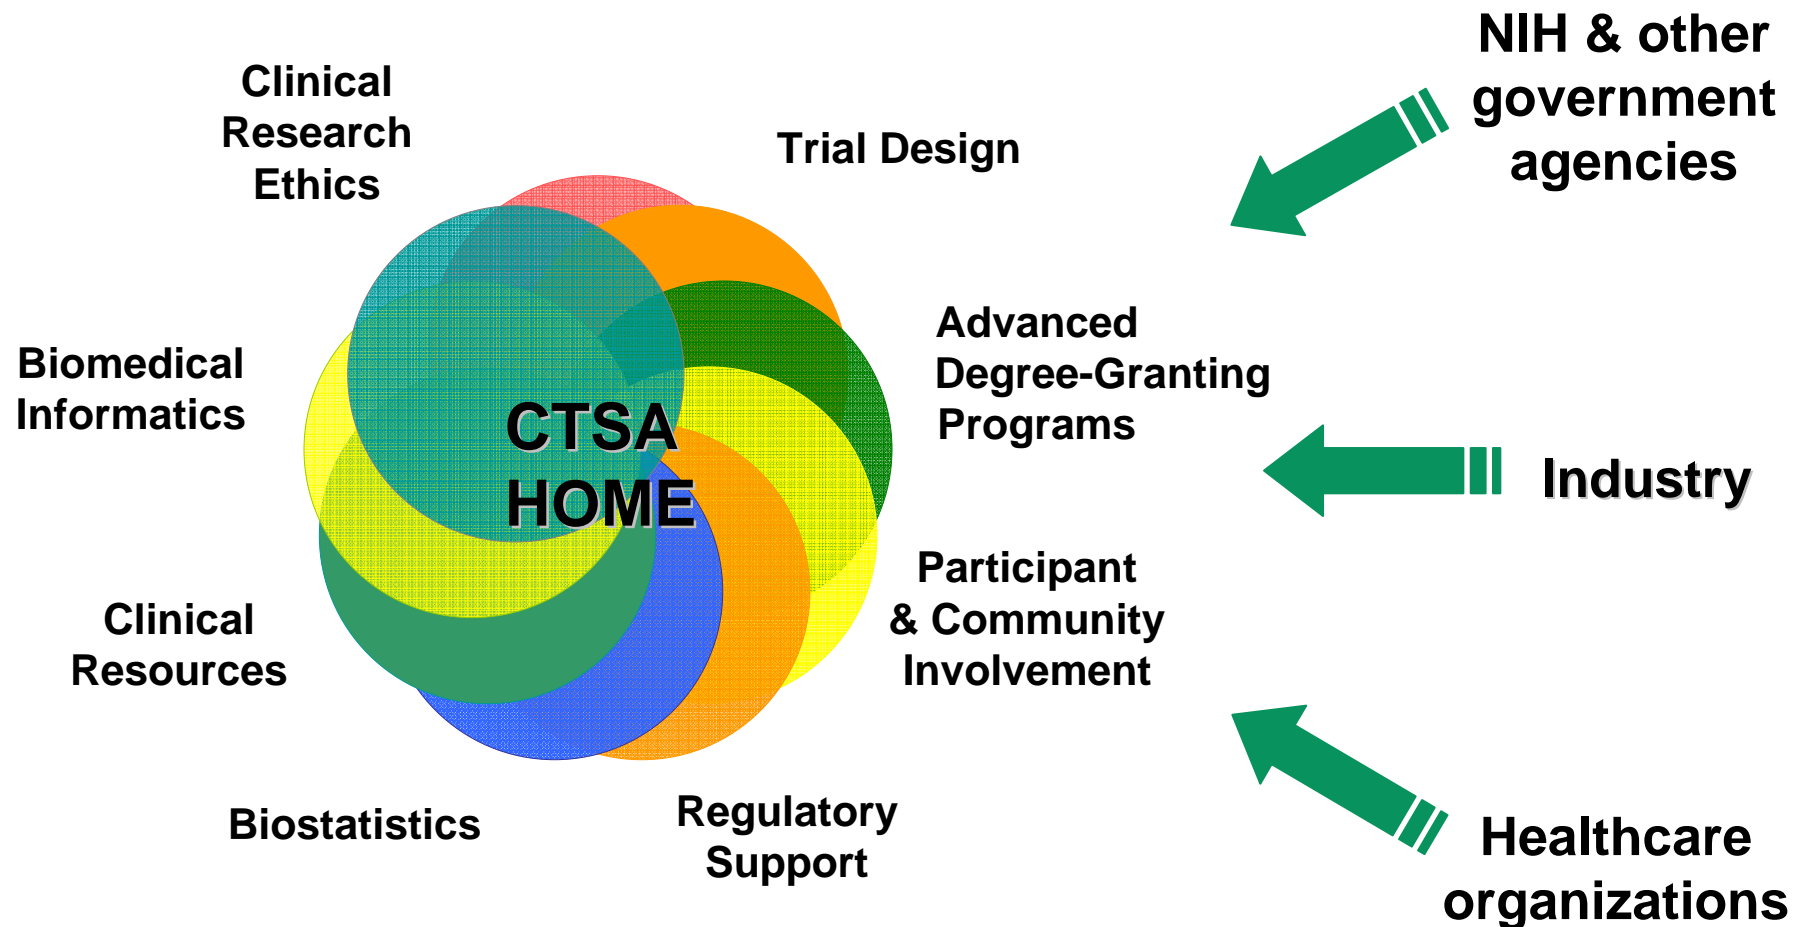 NIH & other
government
agencies
Clinical
Research
Ethics
Trial Design
Advanced
Degree-Granting
Programs
Biomedical
Informatics
CTSA
HOME
Industry
Participant
& Community
Involvement
Clinical
Resources
Biostatistics
Regulatory
Support
Healthcare
organizations